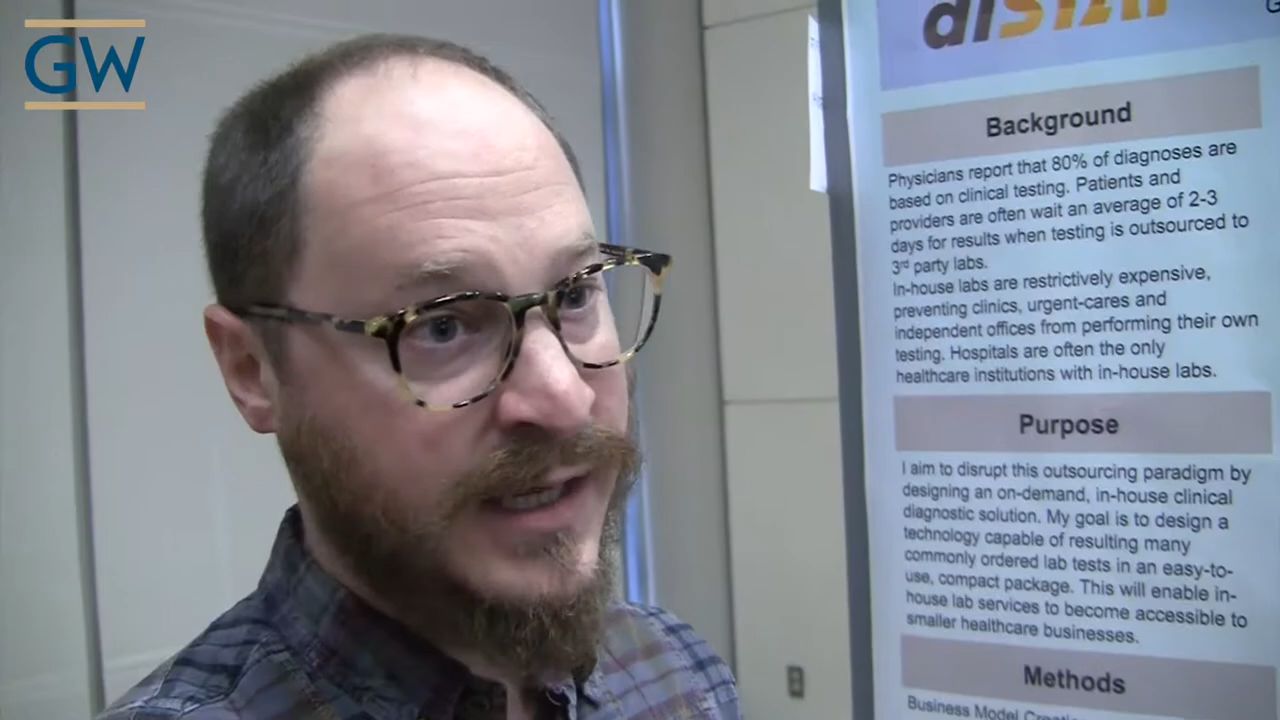 GW
Background
Physicians report that 80% of diagnoses are
based on clinical testing. Patients and
providers are often wait an average of 2-3
days for results when testing is outsourced to
3rd party labs.
In-house labs are restrictively expensive,
preventing clinics, urgent-cares and
independent offices from performing their own
testing. Hospitals are often the only
healthcare institutions with in-house labs.
Purpose
I aim to disrupt this outsourcing paradigm by
designing an on-demand, in-house clinical
diagnostic solution. My goal is to design a
technology capable of resulting many
commonly ordered lab tests in an easy-to-
use, compact package. This will enable in-
house lab services to become accessible to
smaller healthcare businesses.
Methods
Business Model